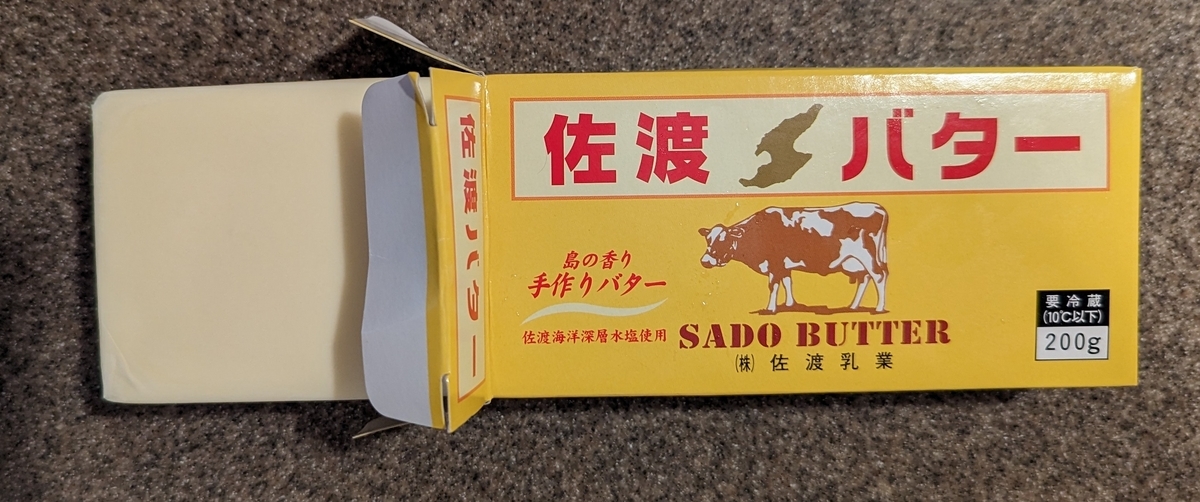 佐渡バター
佐渡 バター
島の香り
手作りバター
佐渡海洋深層水塩使用
SADO BUTTER
㈱ 佐渡乳業
要冷蔵
(10℃以下)
200g